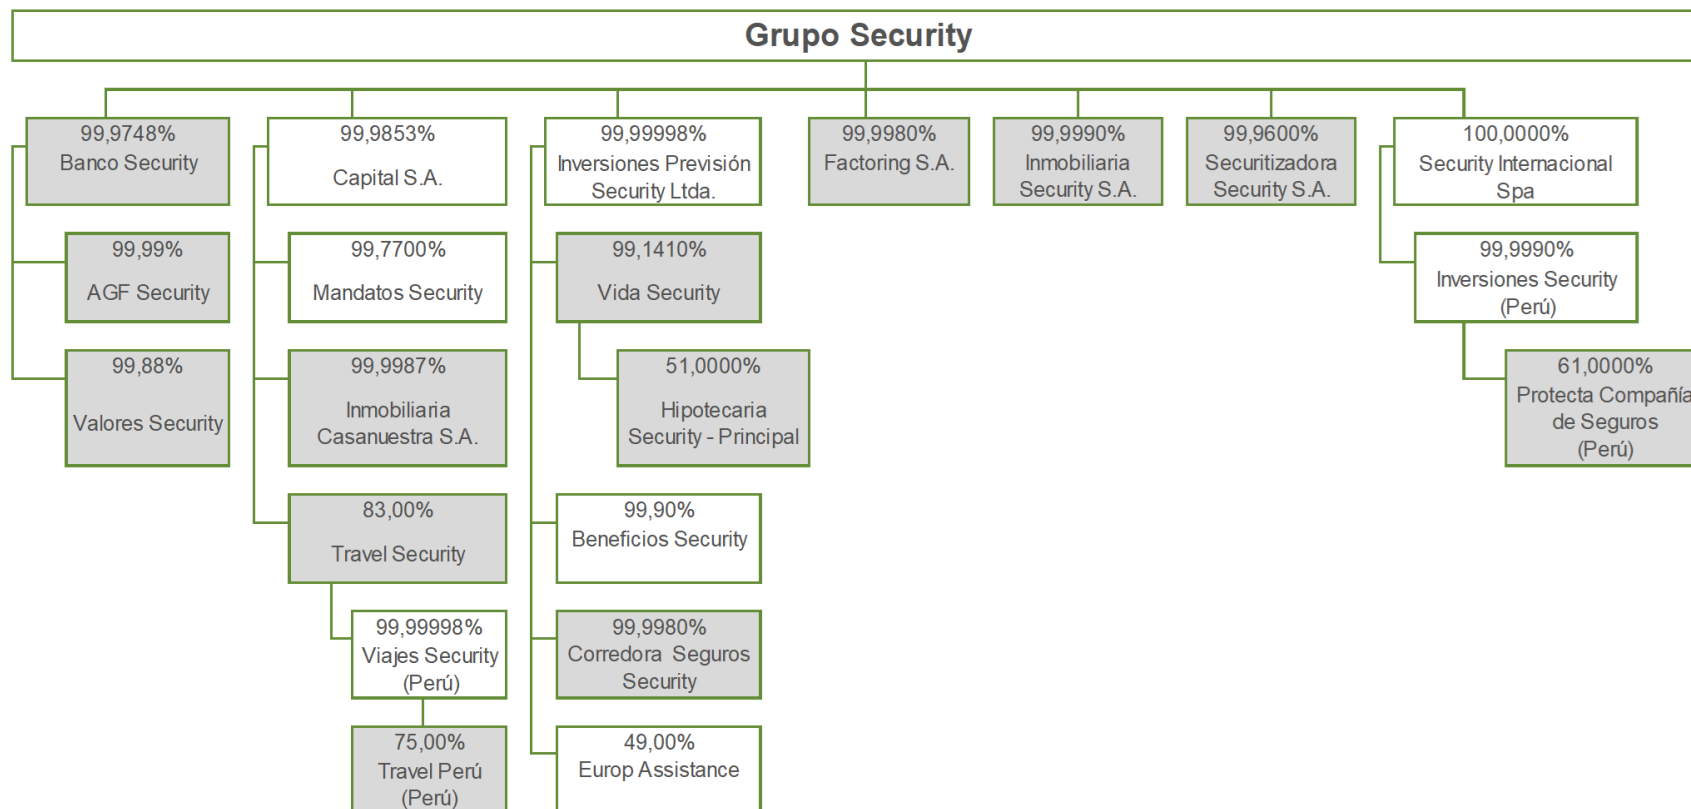 Grupo Security
99,9748%
Banco Security
99,99%
AGF Security
99,88%
Valores Security
99,9853%
Capital S.A.
99,7700%
Mandatos Security
99,9987%
Inmobiliaria
Casanuestra S.A.
83,00%
Travel Security
99,99998%
Viajes Security
(Perú)
75,00%
Travel Perú
(Perú)
99,99998%
Inversiones Previsión
Security Ltda.
99,1410%
Vida Security
51,0000%
Hipotecaria
Security - Principal
99,90%
Beneficios Security
99,9980%
Corredora Seguros
Security
49,00%
Europ Assistance
99,9980%
Factoring S.A.
99,9990%
Inmobiliaria
Security S.A.
99,9600%
Securitizadora
Security S.A.
100,0000%
Security Internacional
Spa
99,9990%
Inversiones Security
(Perú)
61,0000%
Protecta Compañía
de Seguros
(Perú)